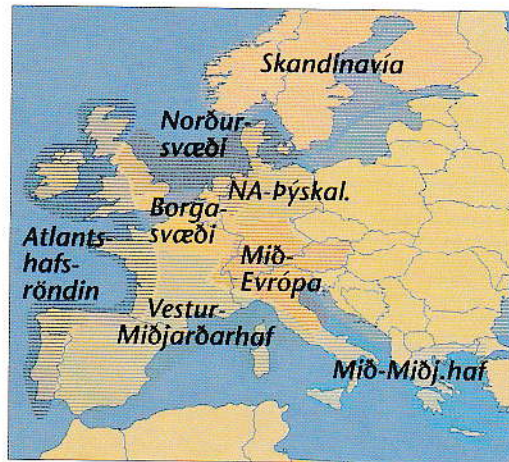 Skandinavía
Norður-
svæði
NA-Þýskal.
Borga-
svæði
Atlants-
hafs-
röndin
Mið-
Evrópa
Vestur-
Miðjarðarhaf
Mið-Miðj.haf